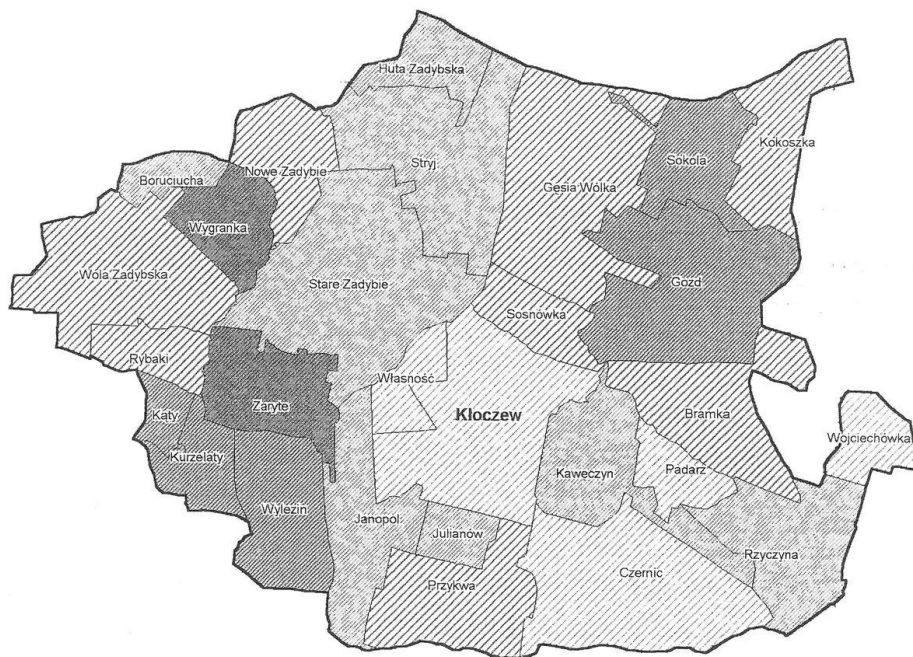 Huta Zadybska
Kokoszka
Sokola
Stryj
Nowe Zadybie
Boruciucha
Gęsia Wólka
Wygranka
Wola Zadybska
Stare Zadybie
Gozd
Sosnówka
Rybaki
Własność
Zaryte
Kąty
Kłoczew
Bramka
Kurzelaty
Kawęczyn
Padarz
Wojciechówka
Wylezin
Janopol
Julianów
Rzyczyna
Przykwa
Czernic